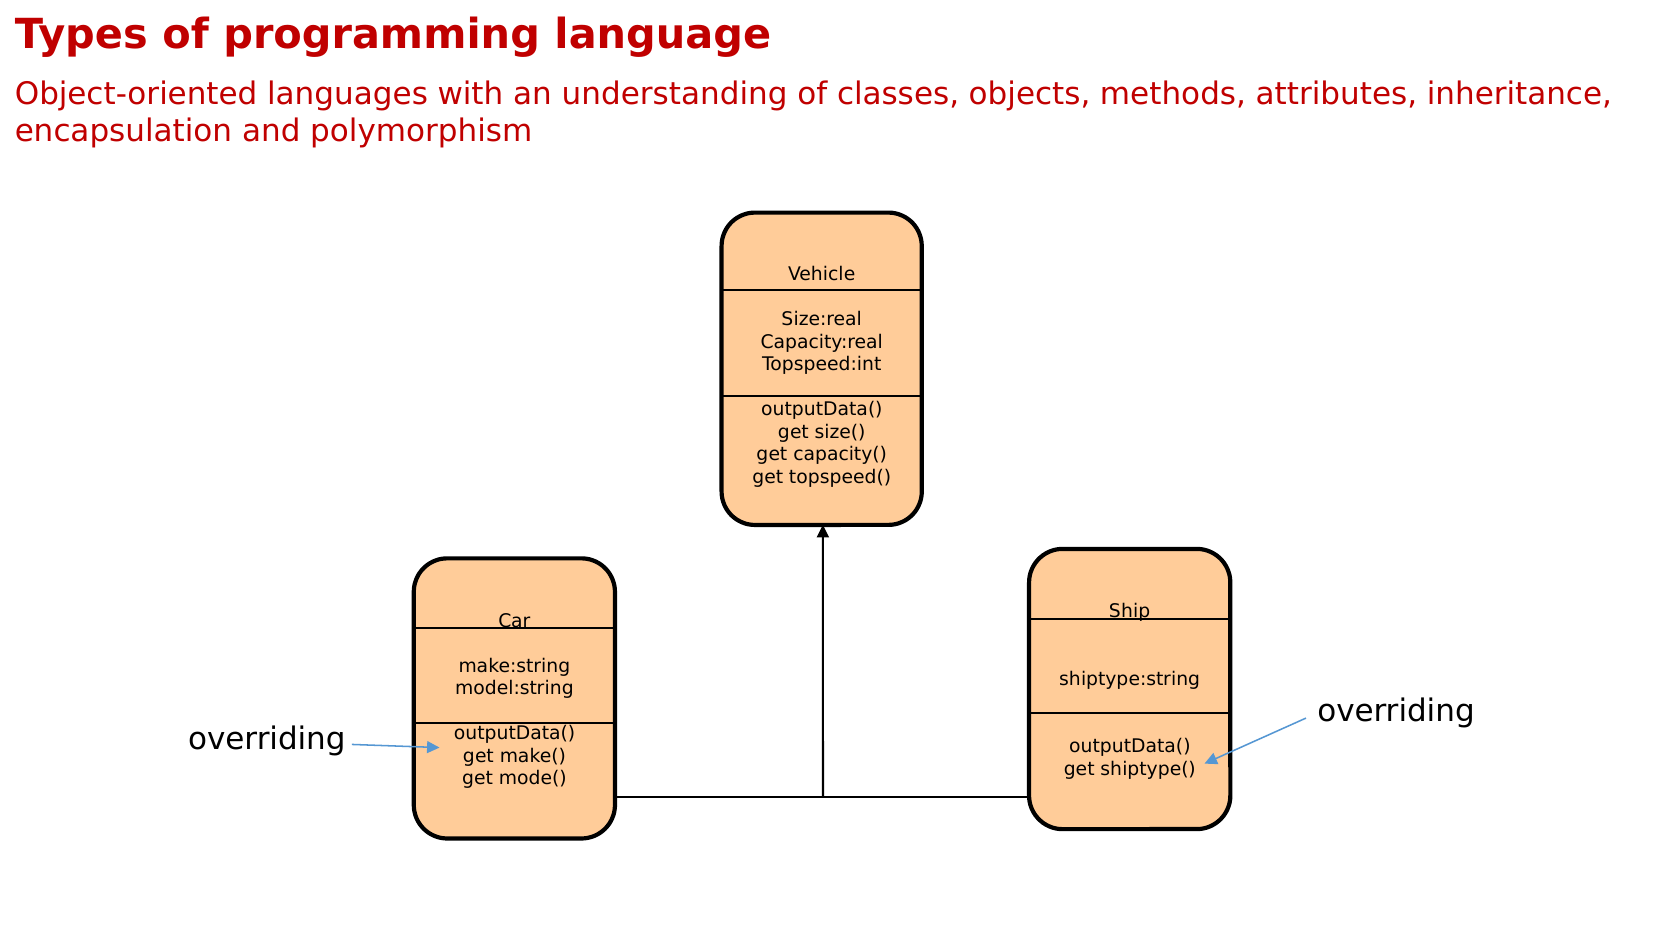 Types of programming language
Object-oriented languages with an understanding of classes, objects, methods, attributes, inheritance,
encapsulation and polymorphism
Vehicle
Size:real
Capacity:real
Topspeed:int
outputData()
get size()
get capacity()
get topspeed()
Car
make:string
model:string
outputData()
get make()
get mode()
overriding
Ship
shiptype:string
outputData()
get shiptype()
overriding